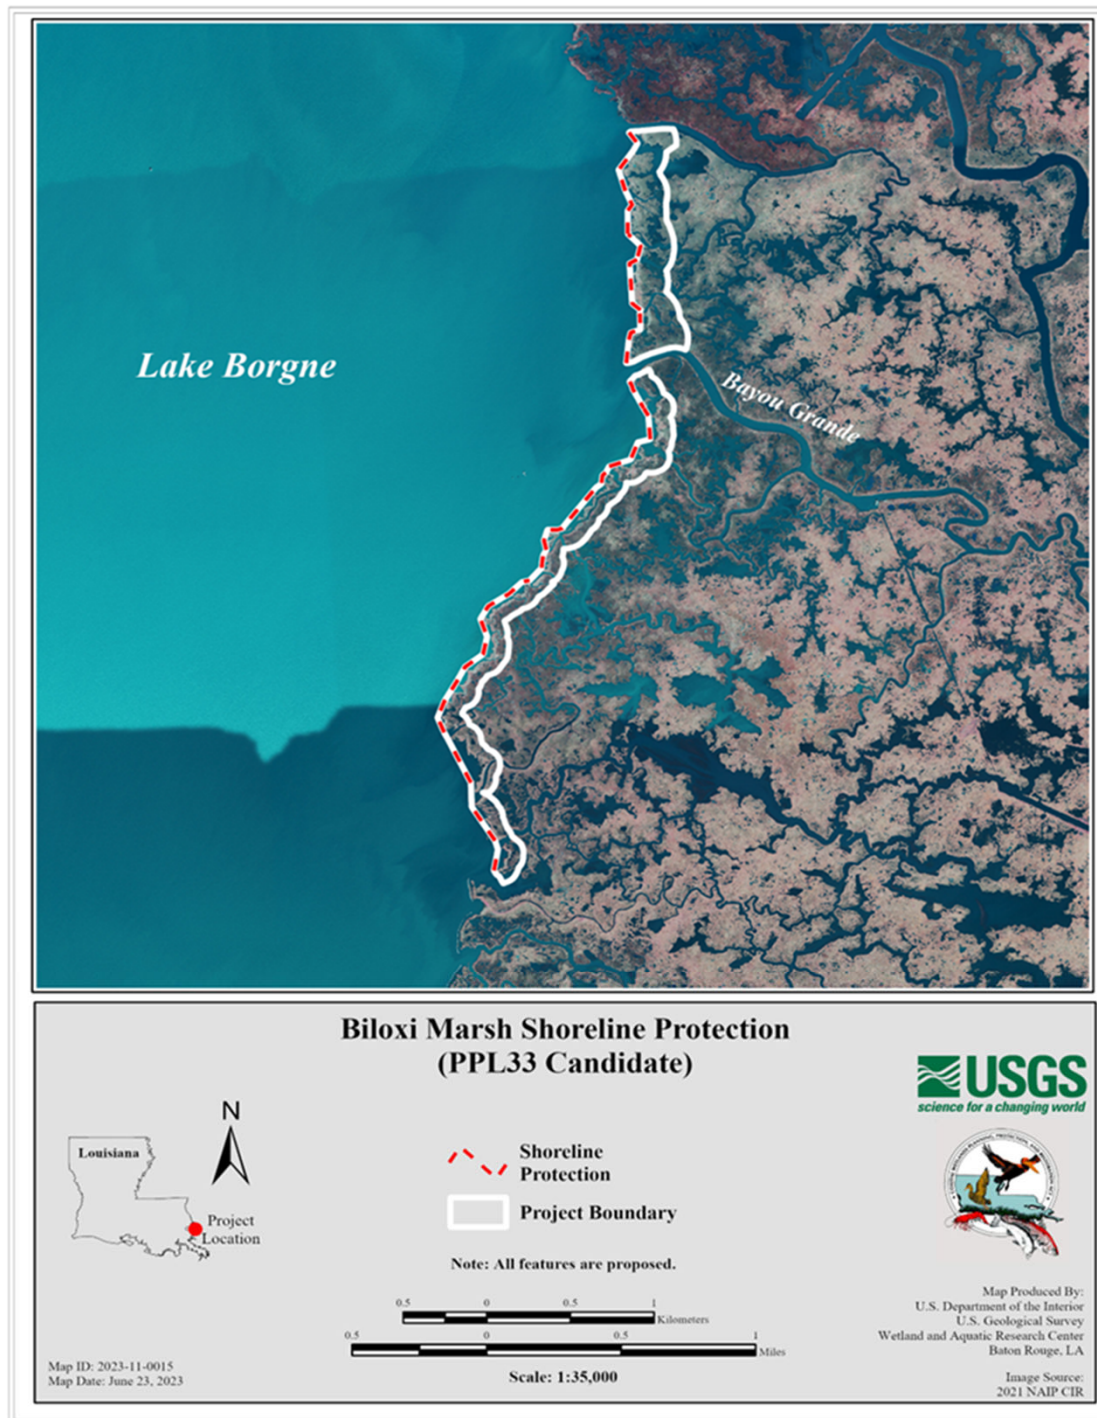 Lake Borgne
Bayou Grande
Biloxi Marsh Shoreline Protection
(PPL33 Candidate)
USGS
science for a changing world
N
Louisiana
Project
Location
Shoreline
Protection
Project Boundary
Note: All features are proposed.
0.5 0 0.5 1
Kilometers
0.5 0 0.5 1
Miles
Scale: 1:35,000
Map ID: 2023-11-0015
Map Date: June 23, 2023
Map Produced By:
U.S. Department of the Interior
U.S. Geological Survey
Wetland and Aquatic Research Center
Baton Rouge, LA
Image Source:
2021 NAIP CIR